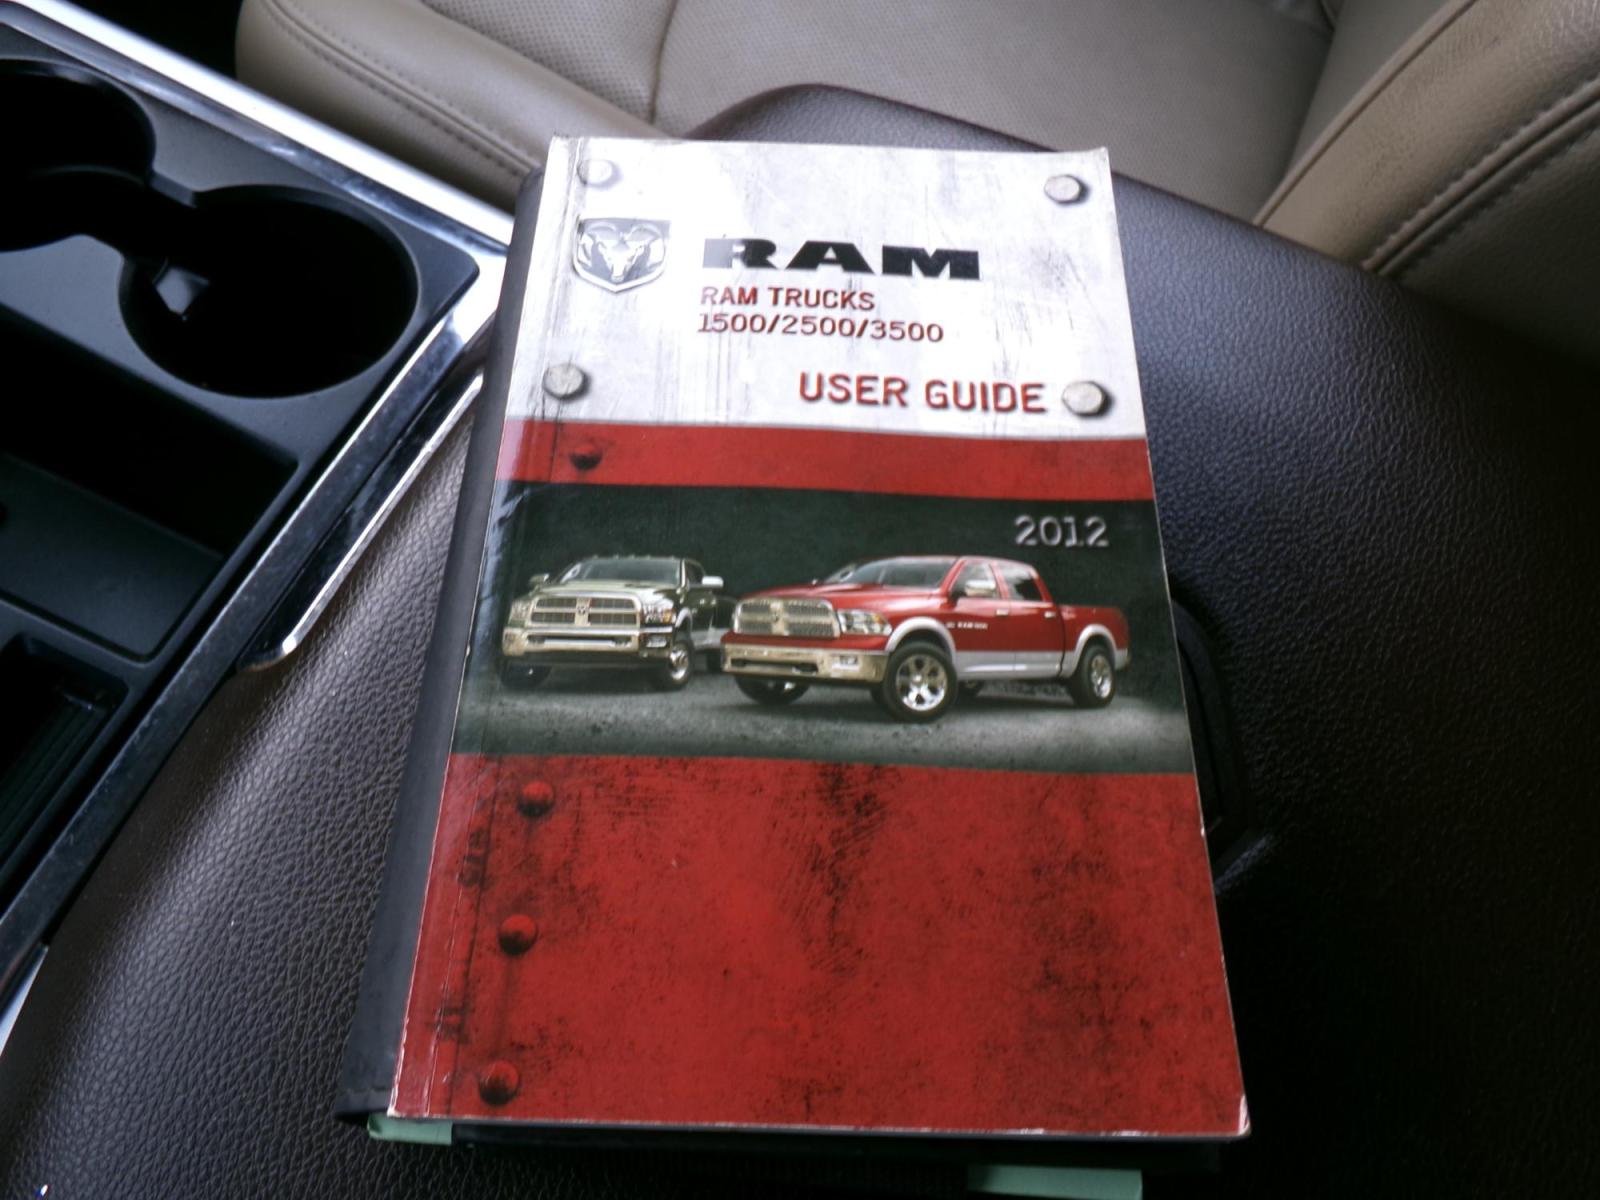 RAM
RAM TRUCKS
1500/2500/3500
USER GUIDE
2012